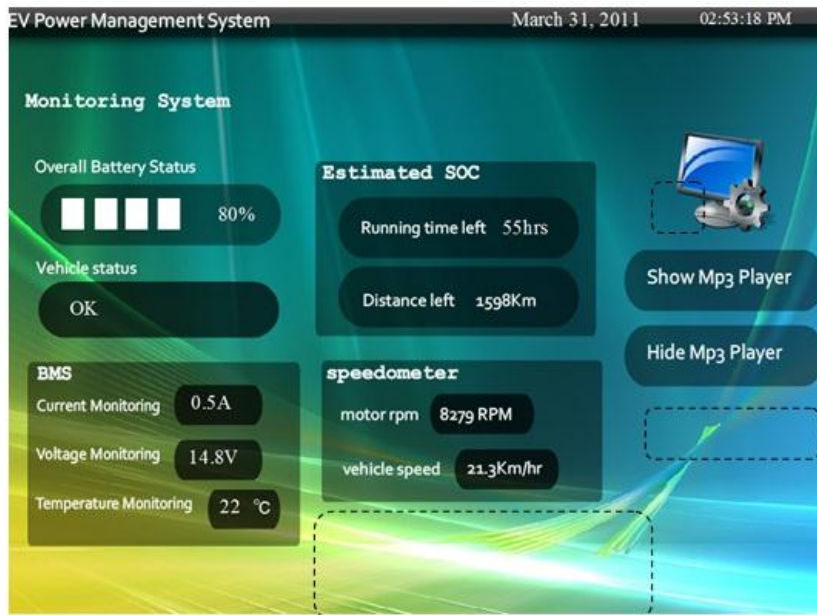 EV Power Management System
March 31, 2011
02:53:18 PM
Monitoring System
Overall Battery Status
80%
Vehicle status
OK
Estimated SOC
Running time left 55hrs
Distance left 1598Km
Show Mp3 Player
Hide Mp3 Player
BMS
Current Monitoring 0.5A
Voltage Monitoring 14.8V
Temperature Monitoring 22 °C
speedometer
motor rpm 8279 RPM
vehicle speed 21.3Km/hr